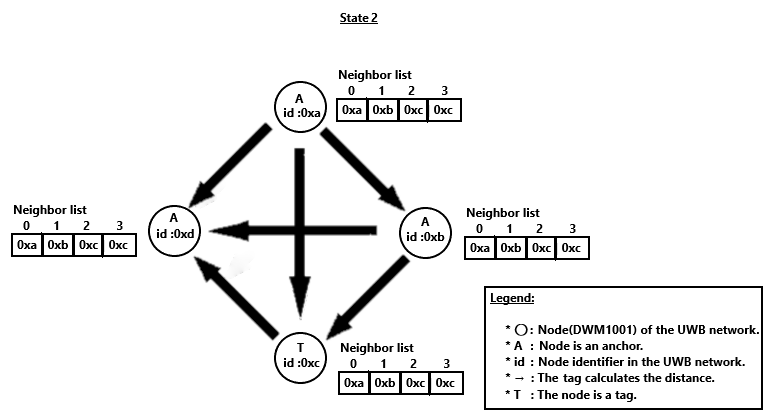 State 2
Neighbor list
0 1 2 3
0xa 0xb 0xc 0xc
A
id :0xa
Neighbor list
0 1 2 3
0xa 0xb 0xc 0xc
A
id :0xd
A
id :0xb
Neighbor list
0 1 2 3
0xa 0xb 0xc 0xc
T
id :0xc
Neighbor list
0 1 2 3
0xa 0xb 0xc 0xc
Legend:
* ○ : Node(DWM1001) of the UWB network.
* A : Node is an anchor.
* id : Node identifier in the UWB network.
* → : The tag calculates the distance.
* T : The node is a tag.